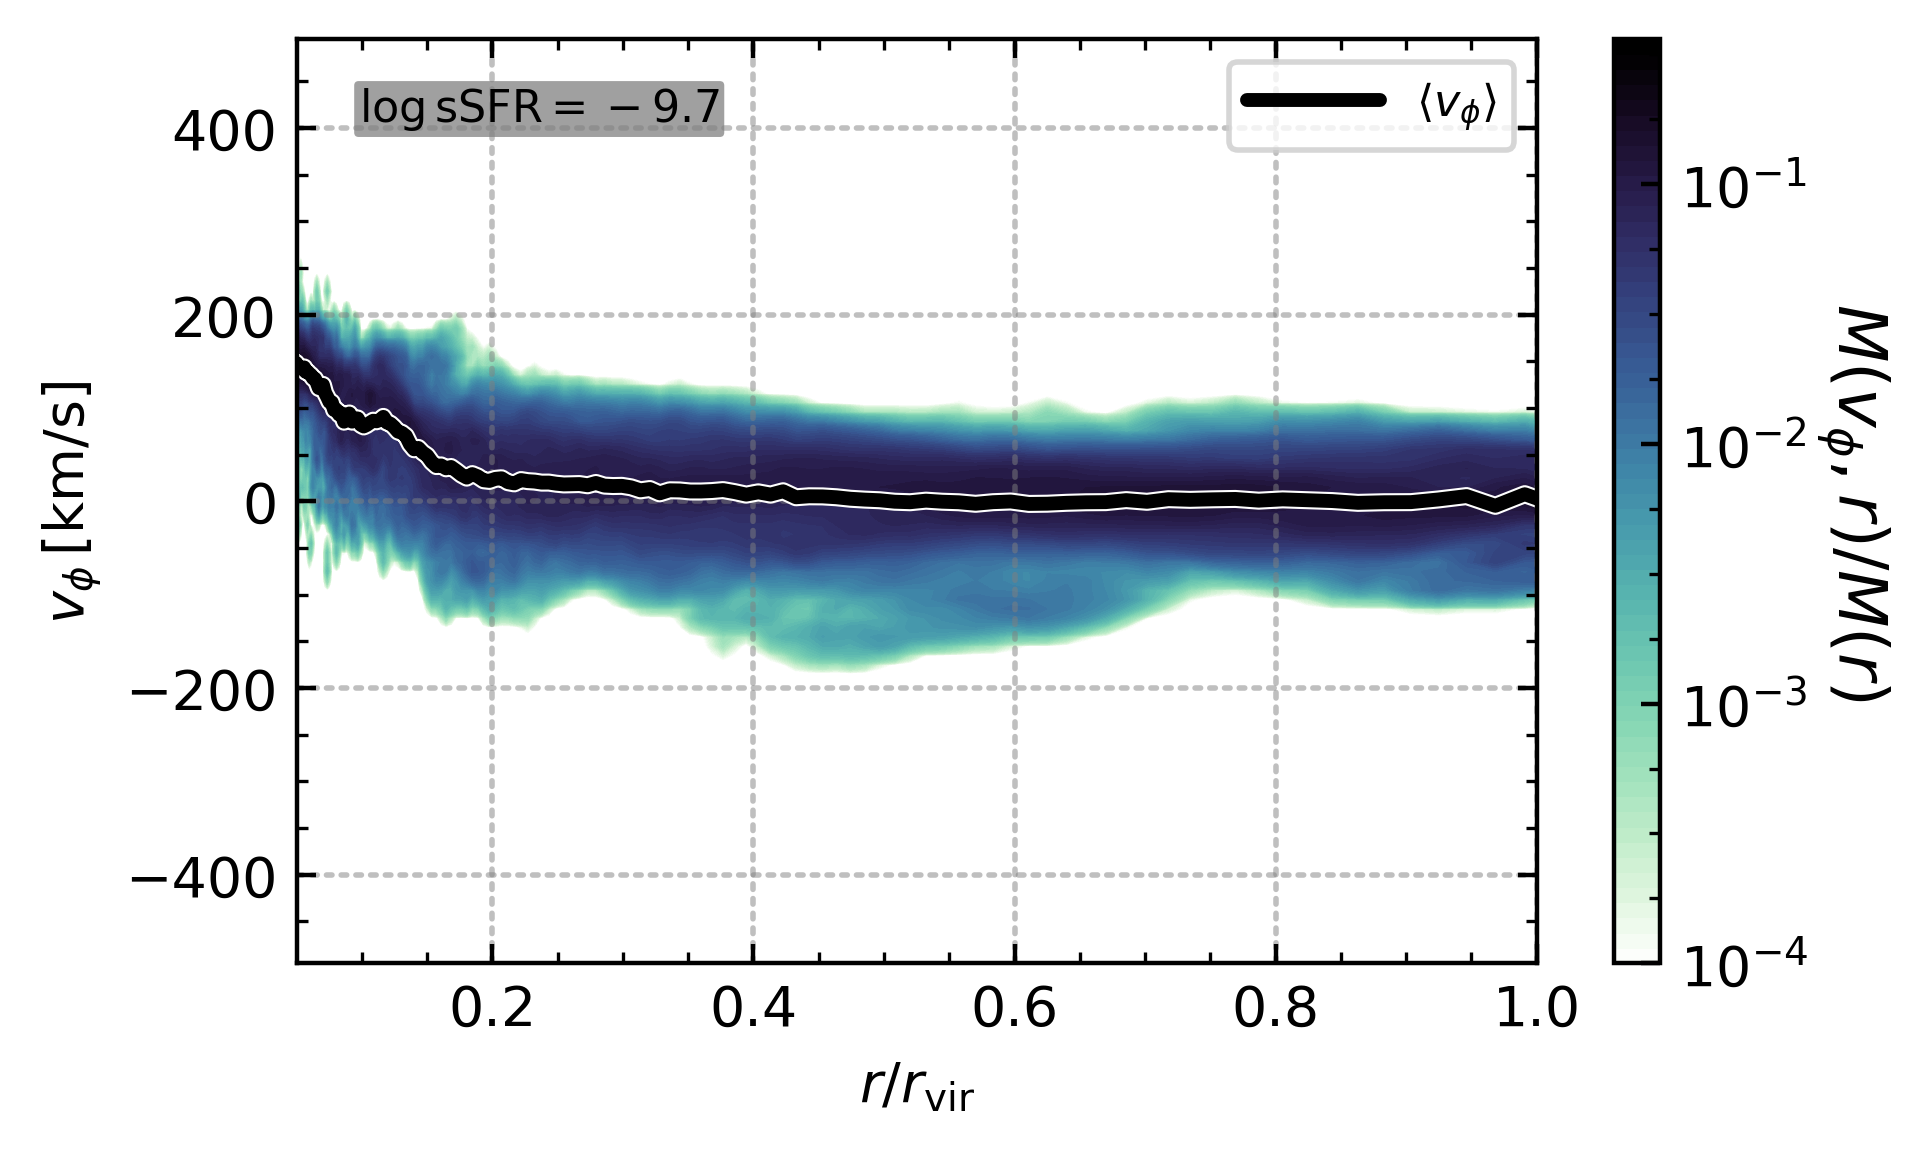 log sSFR = −9.7
⟨v_ϕ⟩
v_ϕ [km/s]
400
200
0
−200
−400
0.2 0.4 0.6 0.8 1.0
r/r_vir
10^−1
10^−2
10^−3
10^−4
M(v_ϕ, r)/M(r)